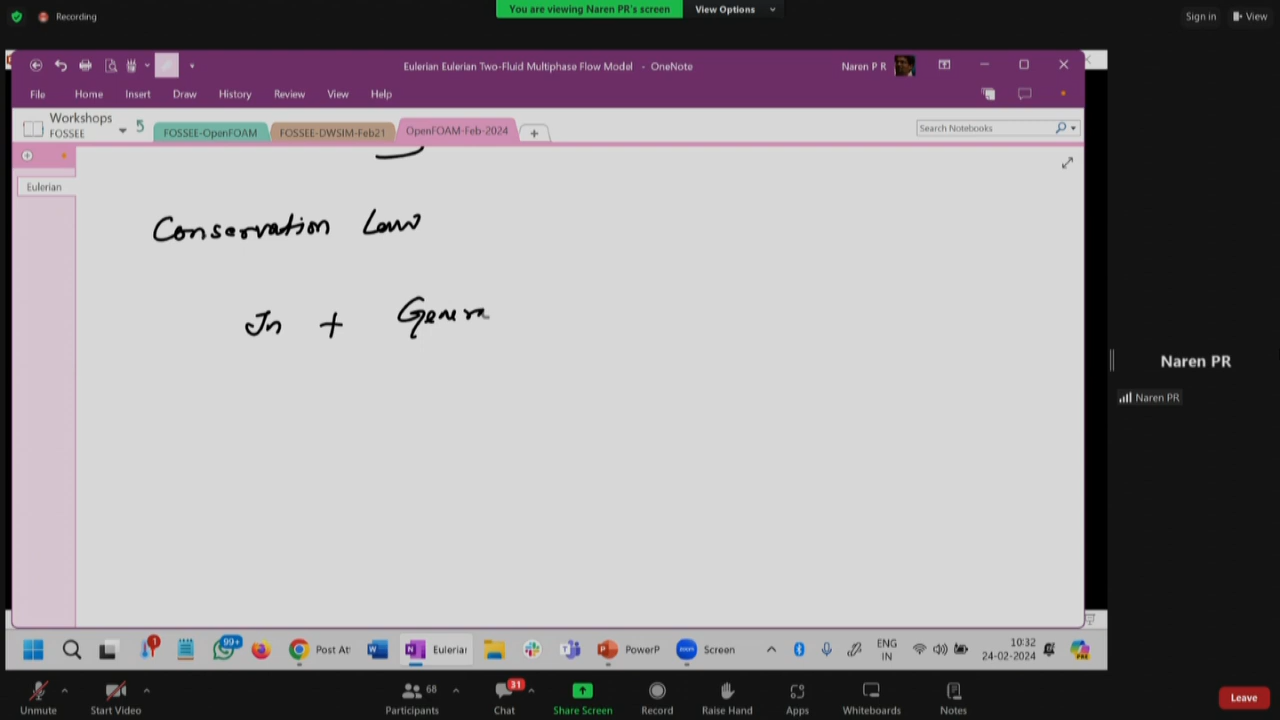 Recording
You are viewing Naren PR's screen View Options
Sign in View
Eulerian Eulerian Two-Fluid Multiphase Flow Model - OneNote
Naren P R
File Home Insert Draw History Review View Help
Workshops
FOSSEE
FOSSEE-OpenFOAM FOSSEE-DWSIM-Feb21 OpenFOAM-Feb-2024 +
Search Notebooks
Eulerian
Conservation Law
In + Genera
Naren PR
Naren PR
1 99+ Post At Eulerian PowerP Screen
ENG
IN
10:32
24-02-2024
Unmute Start Video 68 Participants 31 Chat Share Screen Record Raise Hand Apps Whiteboards Notes Leave